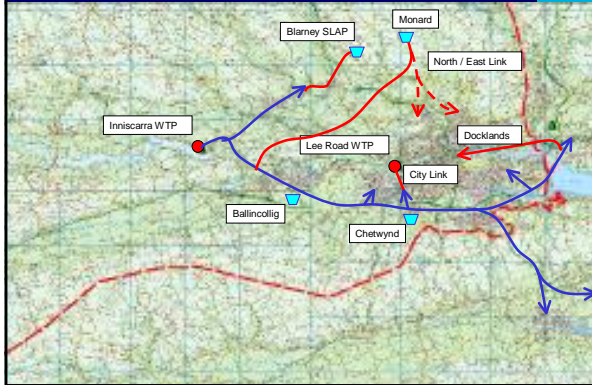 Monard
Blarney SLAP
North / East Link
Inniscarra WTP
Docklands
Lee Road WTP
City Link
Ballincollig
Chetwynd